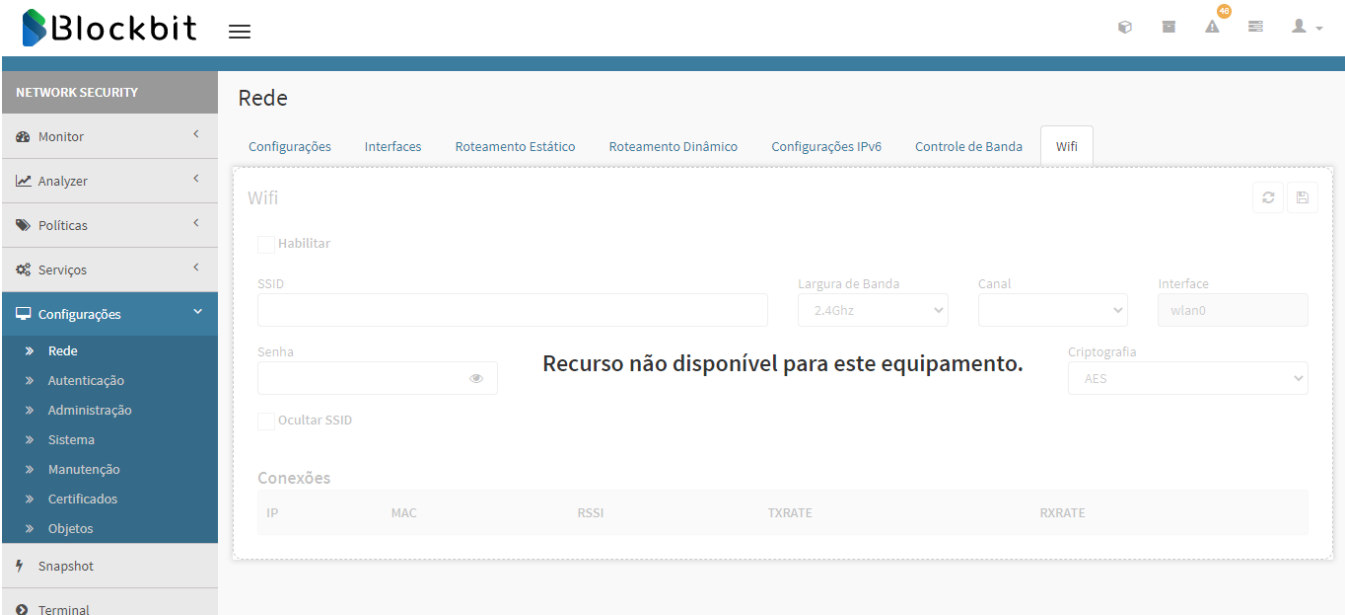 Blockbit
48
NETWORK SECURITY
Rede
Monitor
Configurações Interfaces Roteamento Estático Roteamento Dinâmico Configurações IPv6 Controle de Banda Wifi
Analyzer
Wifi
Políticas
Habilitar
Serviços
SSID Largura de Banda Canal Interface
Configurações
2.4Ghz wlan0
Rede
Senha Criptografia
Recurso não disponível para este equipamento.
Autenticação
AES
Administração
Ocultar SSID
Sistema
Manutenção
Conexões
Certificados
IP MAC RSSI TXRATE RXRATE
Objetos
Snapshot
Terminal